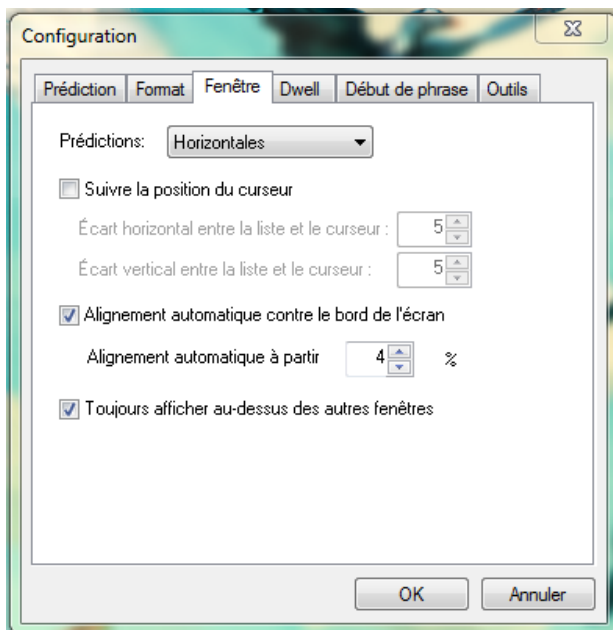 Configuration
Prédiction Format Fenêtre Dwell Début de phrase Outils
Prédictions: Horizontales
Suivre la position du curseur
Écart horizontal entre la liste et le curseur : 5
Écart vertical entre la liste et le curseur : 5
Alignement automatique contre le bord de l'écran
Alignement automatique à partir 4 %
Toujours afficher au-dessus des autres fenêtres
OK Annuler